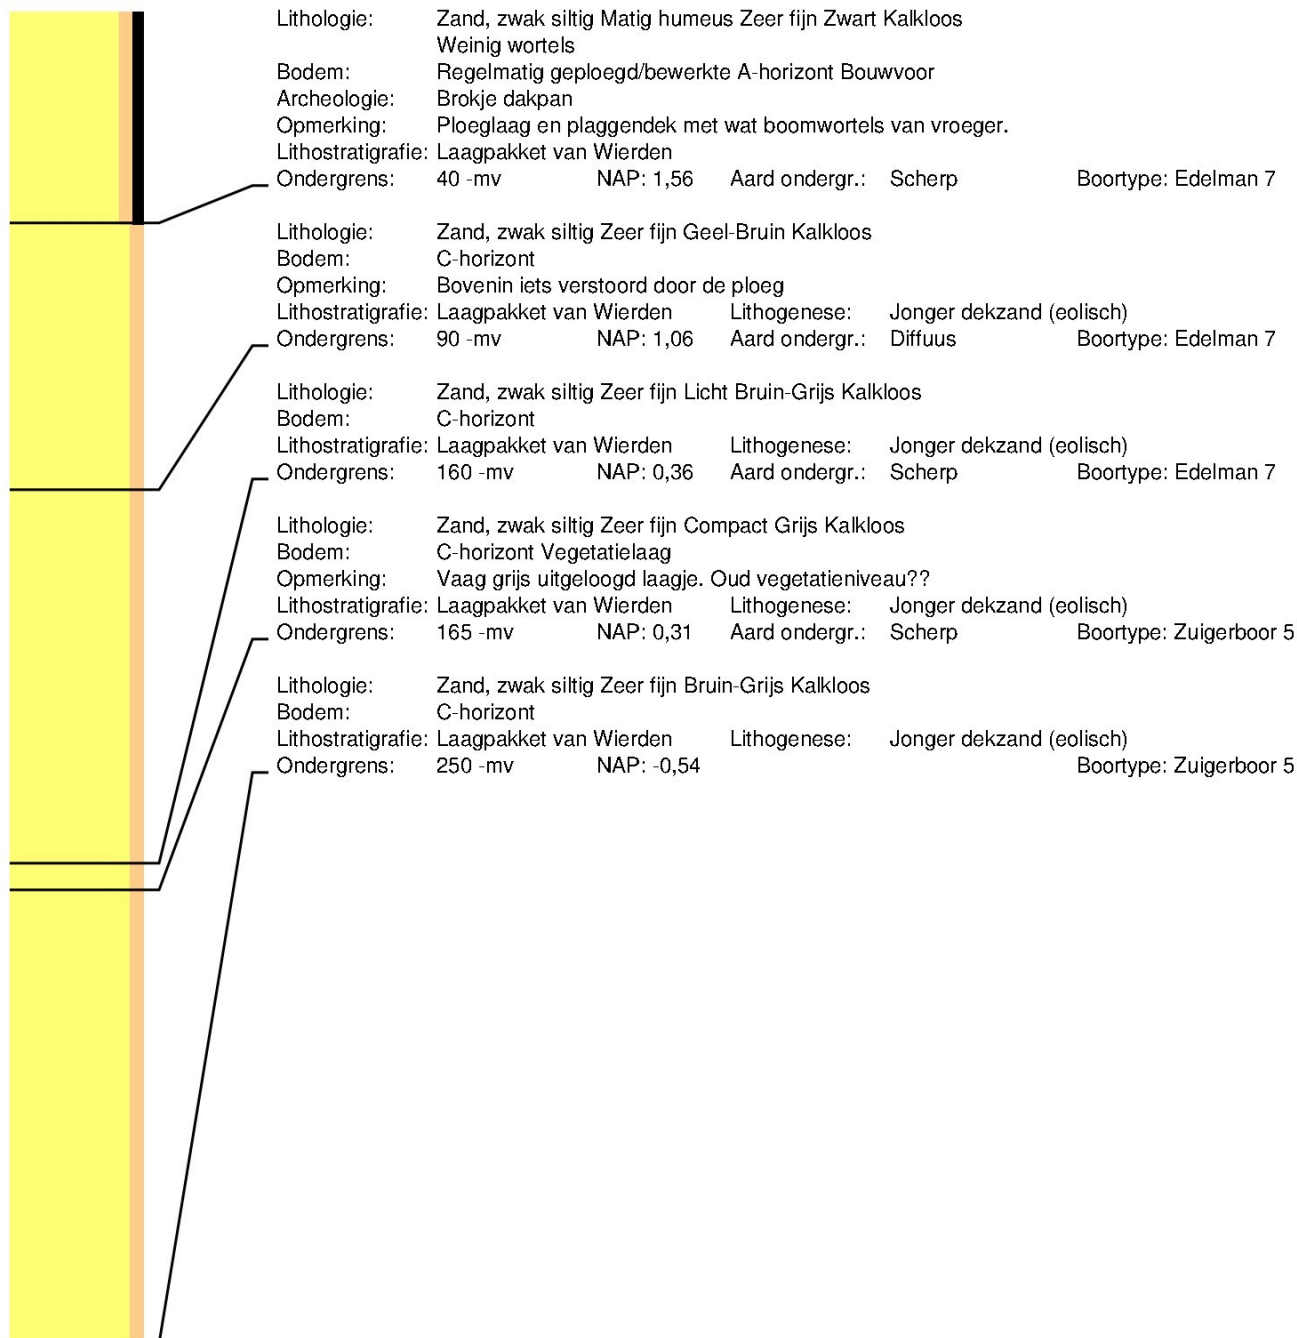 Lithologie: Zand, zwak siltig Matig humeus Zeer fijn Zwart Kalkloos
Weinig wortels
Bodem: Regelmatig geploegd/bewerkte A-horizont Bouwvoor
Archeologie: Brokje dakpan
Opmerking: Ploeglaag en plaggendek met wat boomwortels van vroeger.
Lithostratigrafie: Laagpakket van Wierden
Ondergrens: 40 -mv NAP: 1,56 Aard ondergr.: Scherp Boortype: Edelman 7
Lithologie: Zand, zwak siltig Zeer fijn Geel-Bruin Kalkloos
Bodem: C-horizont
Opmerking: Bovenin iets verstoord door de ploeg
Lithostratigrafie: Laagpakket van Wierden Lithogenese: Jonger dekzand (eolisch)
Ondergrens: 90 -mv NAP: 1,06 Aard ondergr.: Diffuus Boortype: Edelman 7
Lithologie: Zand, zwak siltig Zeer fijn Licht Bruin-Grijs Kalkloos
Bodem: C-horizont
Lithostratigrafie: Laagpakket van Wierden Lithogenese: Jonger dekzand (eolisch)
Ondergrens: 160 -mv NAP: 0,36 Aard ondergr.: Scherp Boortype: Edelman 7
Lithologie: Zand, zwak siltig Zeer fijn Compact Grijs Kalkloos
Bodem: C-horizont Vegetatielaag
Opmerking: Vaag grijs uitgeloogd laagje. Oud vegetatieniveau??
Lithostratigrafie: Laagpakket van Wierden Lithogenese: Jonger dekzand (eolisch)
Ondergrens: 165 -mv NAP: 0,31 Aard ondergr.: Scherp Boortype: Zuigerboor 5
Lithologie: Zand, zwak siltig Zeer fijn Bruin-Grijs Kalkloos
Bodem: C-horizont
Lithostratigrafie: Laagpakket van Wierden Lithogenese: Jonger dekzand (eolisch)
Ondergrens: 250 -mv NAP: -0,54 Boortype: Zuigerboor 5